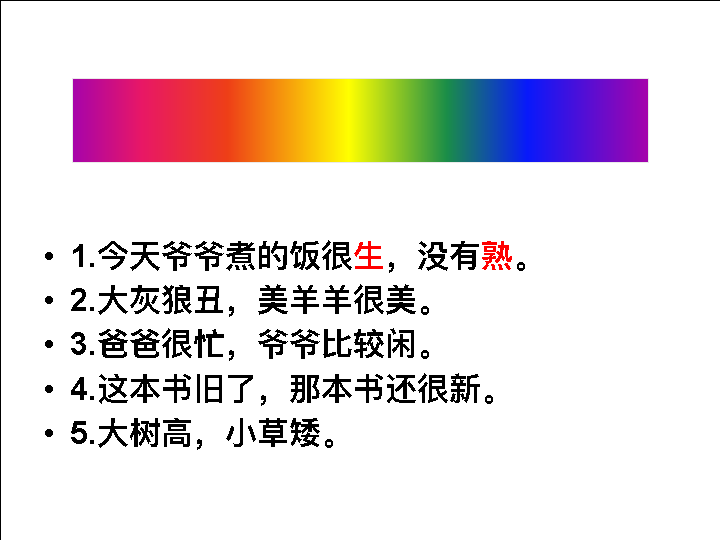 • 1.今天爷爷煮的饭很生，没有熟。
• 2.大灰狼丑，美羊羊很美。
• 3.爸爸很忙，爷爷比较闲。
• 4.这本书旧了，那本书还很新。
• 5.大树高，小草矮。